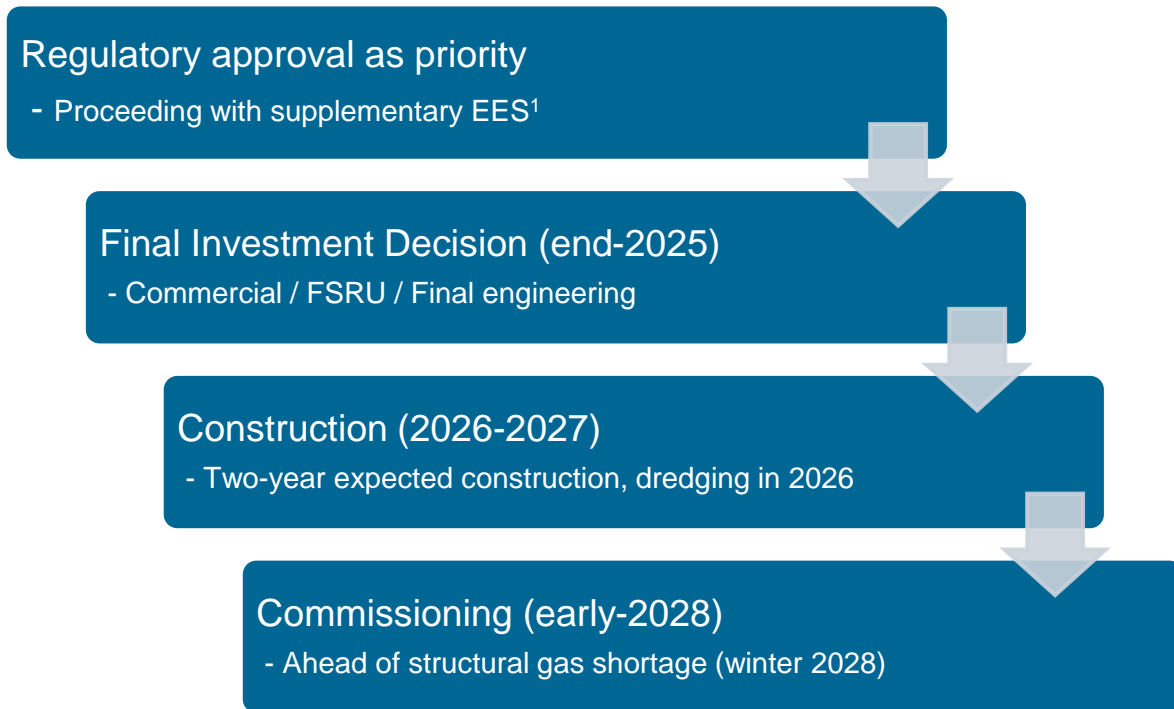 Regulatory approval as priority
- Proceeding with supplementary EES¹
Final Investment Decision (end-2025)
- Commercial / FSRU / Final engineering
Construction (2026-2027)
- Two-year expected construction, dredging in 2026
Commissioning (early-2028)
- Ahead of structural gas shortage (winter 2028)